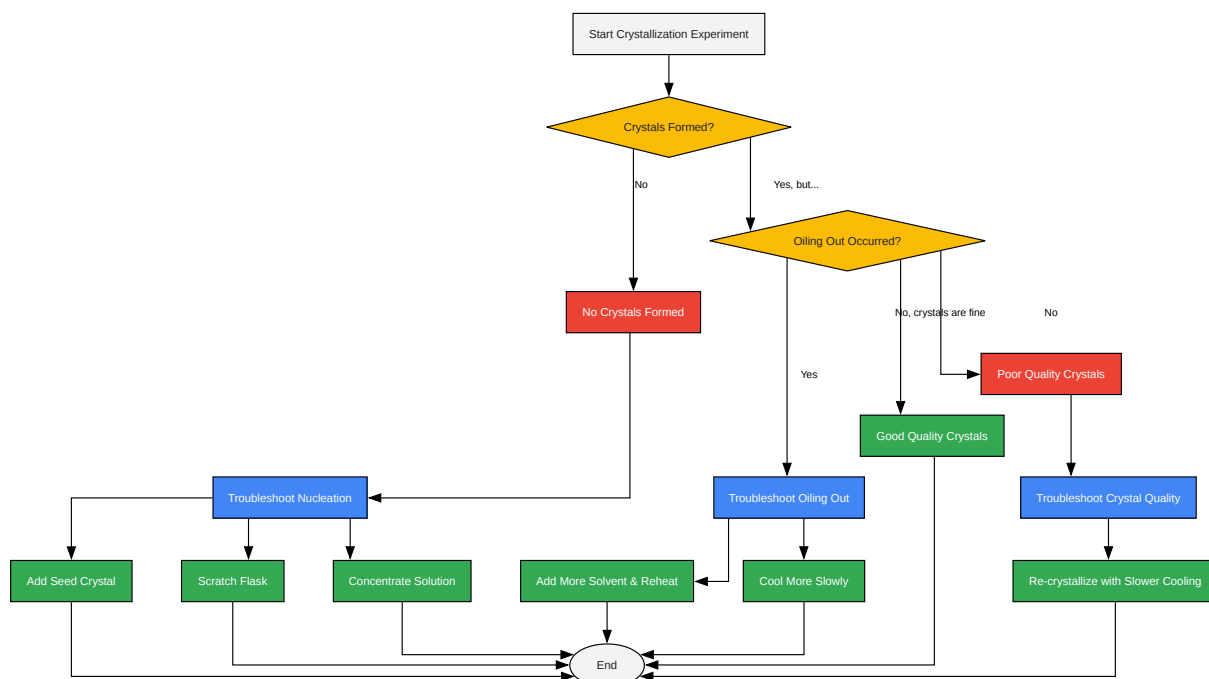 Start Crystallization Experiment
Crystals Formed?
No
Yes, but...
Oiling Out Occurred?
No Crystals Formed
No, crystals are fine
No
Yes
Poor Quality Crystals
Good Quality Crystals
Troubleshoot Nucleation
Troubleshoot Oiling Out
Troubleshoot Crystal Quality
Add Seed Crystal
Scratch Flask
Concentrate Solution
Add More Solvent & Reheat
Cool More Slowly
Re-crystallize with Slower Cooling
End